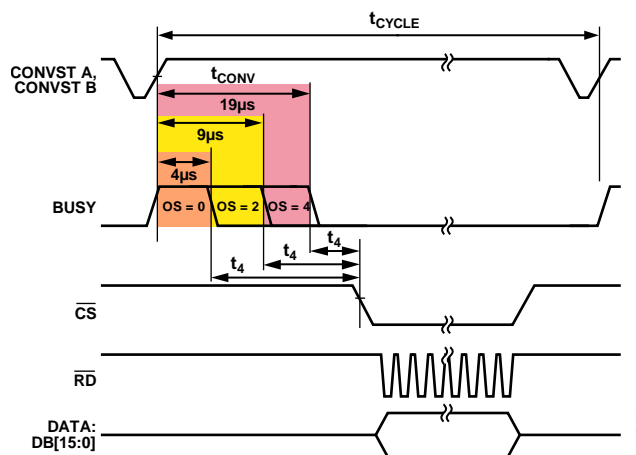 tCYCLE
CONVST A,
CONVST B
tCONV
19µs
9µs
4µs
BUSY
OS = 0
OS = 2
OS = 4
t4
t4
t4
CS
RD
DATA:
DB[15:0]